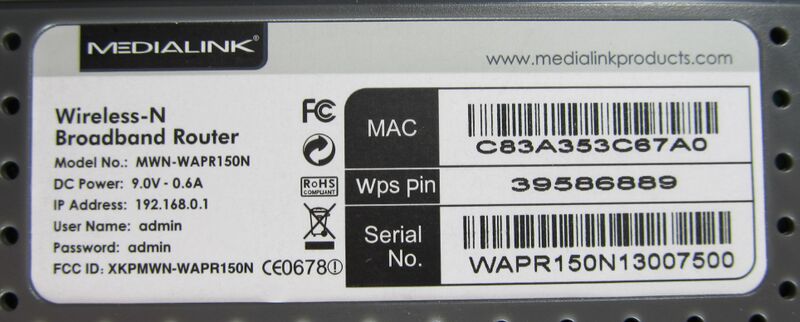 MEDIALINK®
www.medialinkproducts.com
Wireless-N
Broadband Router
Model No.: MWN-WAPR150N
DC Power: 9.0V - 0.6A
IP Address: 192.168.0.1
User Name: admin
Password: admin
FCC ID: XKPMWN-WAPR150N
FC
RoHS
COMPLIANT
CE0678!
MAC
C83A353C67A0
Wps Pin
39586889
Serial
No.
WAPR150N13007500